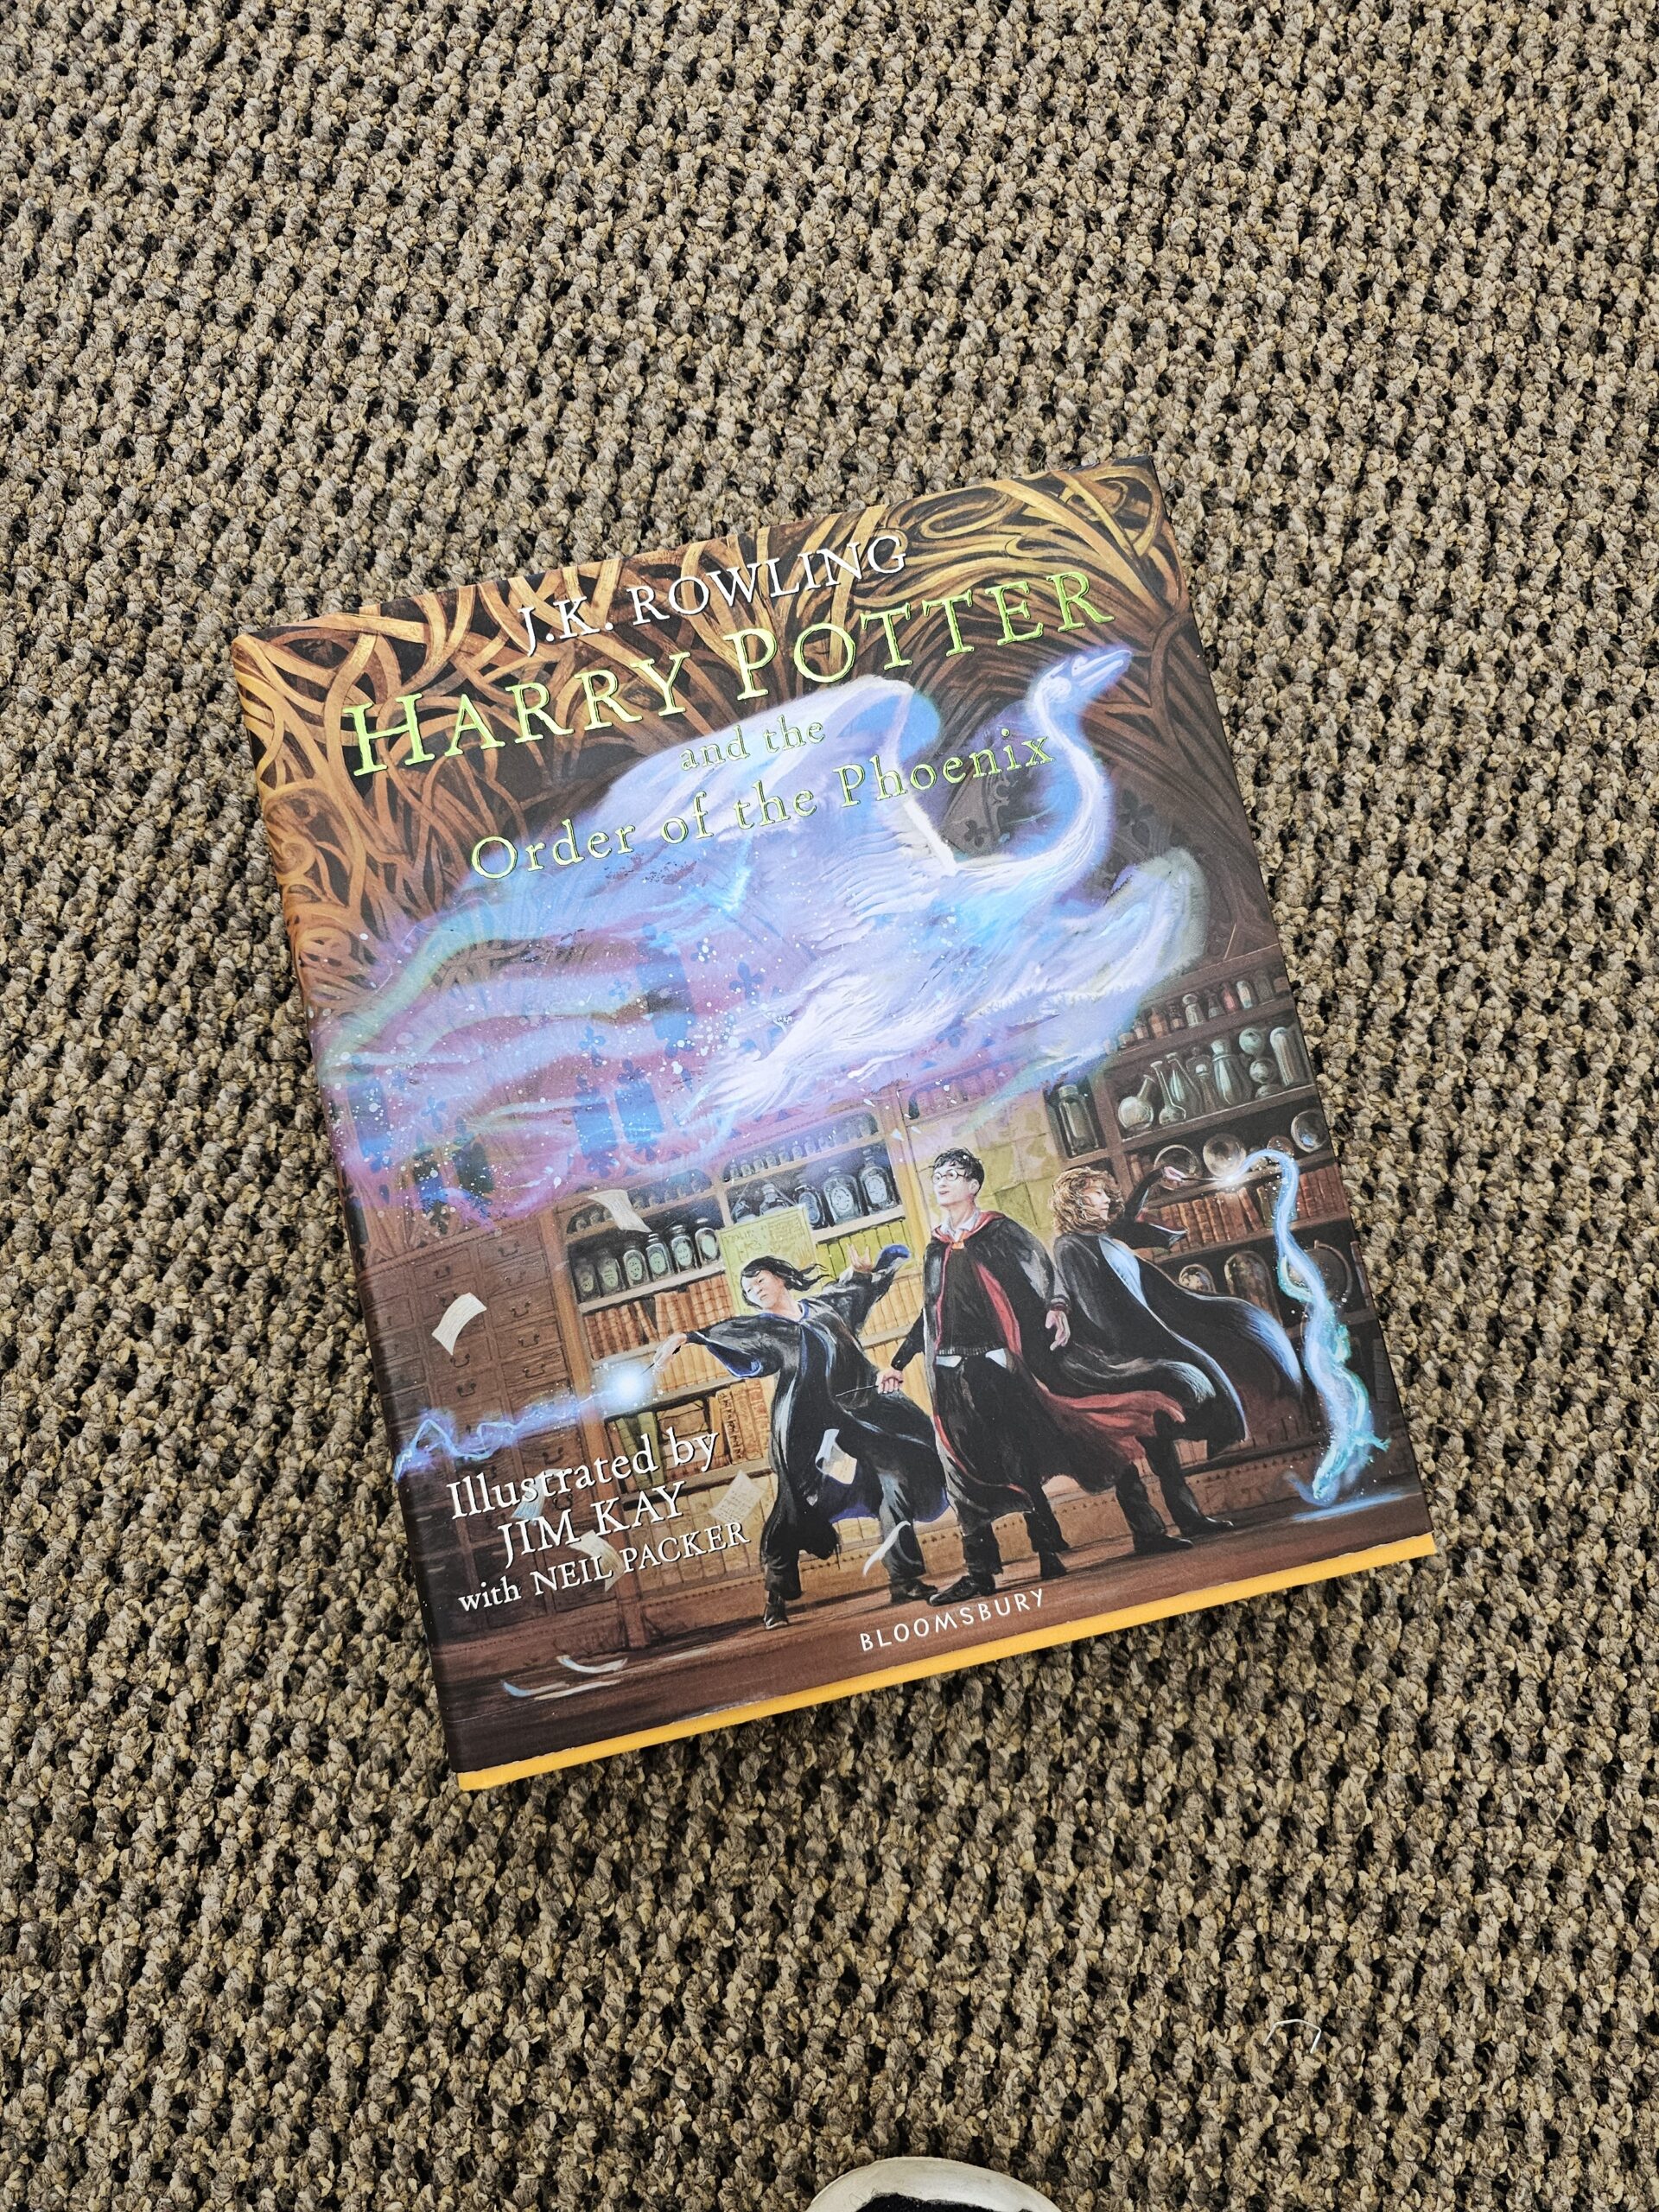 J.K. ROWLING
HARRY POTTER
and the
Order of the Phoenix
Illustrated by
JIM KAY
with NEIL PACKER
BLOOMSBURY